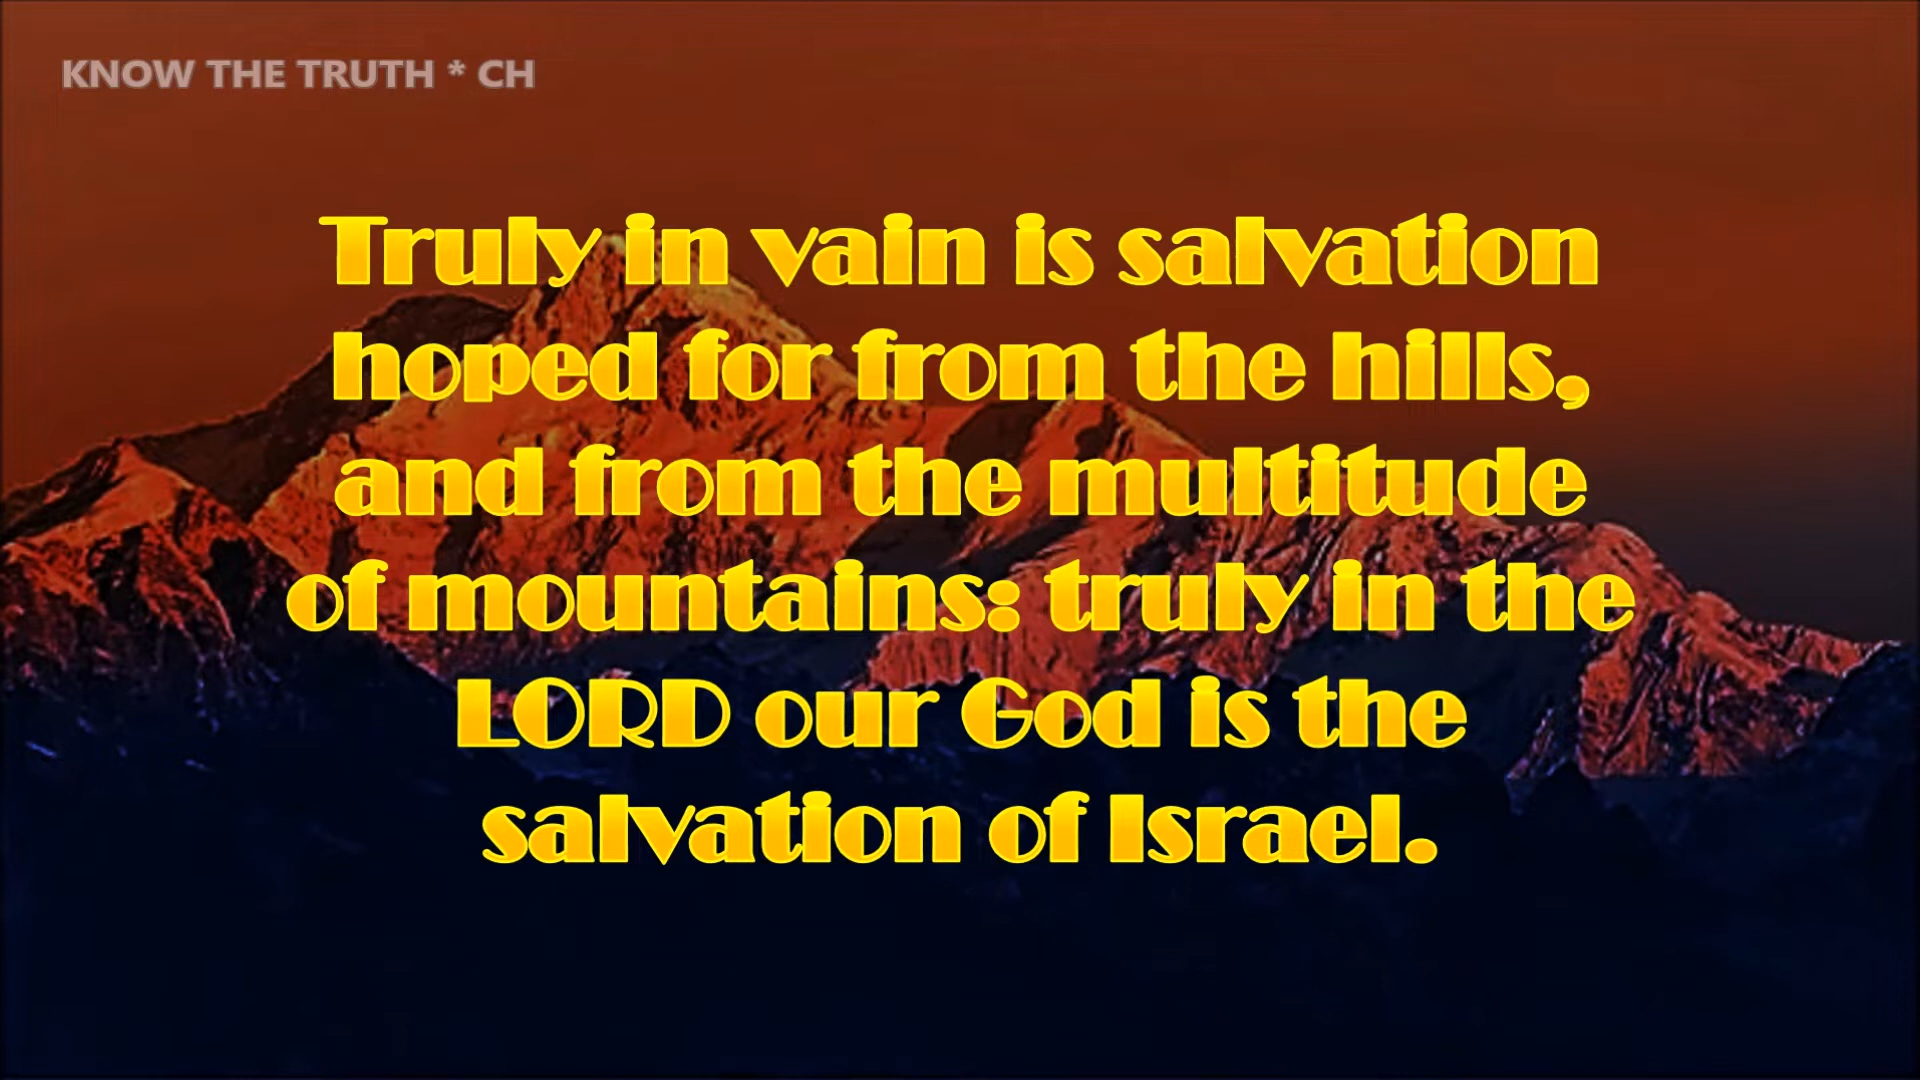 KNOW THE TRUTH * CH
Truly in vain is salvation
hoped for from the hills,
and from the multitude
of mountains: truly in the
LORD our God is the
salvation of Israel.